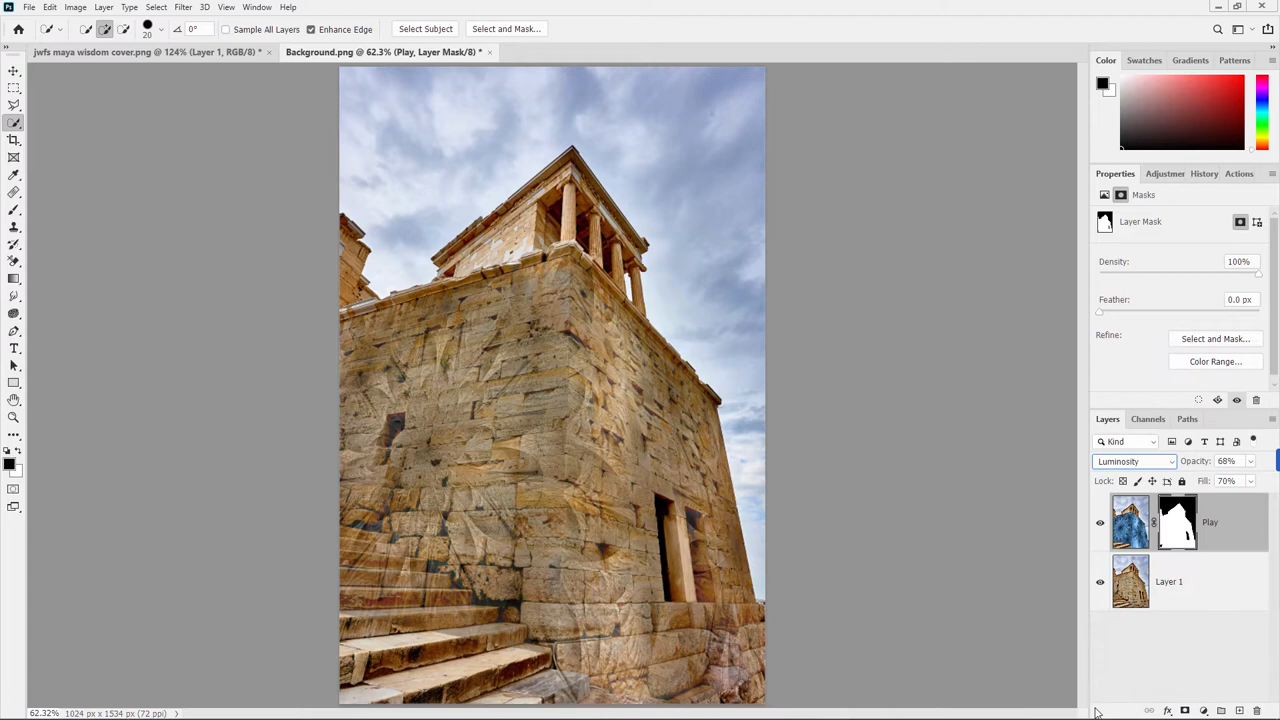 File Edit Image Layer Type Select Filter 3D View Window Help
20 0° Sample All Layers Enhance Edge Select Subject Select and Mask...
jwfs maya wisdom cover.png @ 124% (Layer 1, RGB/8) * × Background.png @ 62.3% (Play, Layer Mask/8) * ×
Color Swatches Gradients Patterns
Properties Adjustmer History Actions
Masks
Layer Mask
Density: 100%
Feather: 0.0 px
Refine: Select and Mask...
Color Range...
Layers Channels Paths
Kind
Luminosity Opacity: 68%
Lock: Fill: 70%
Play
Layer 1
62.32% 1024 px x 1534 px (72 ppi)